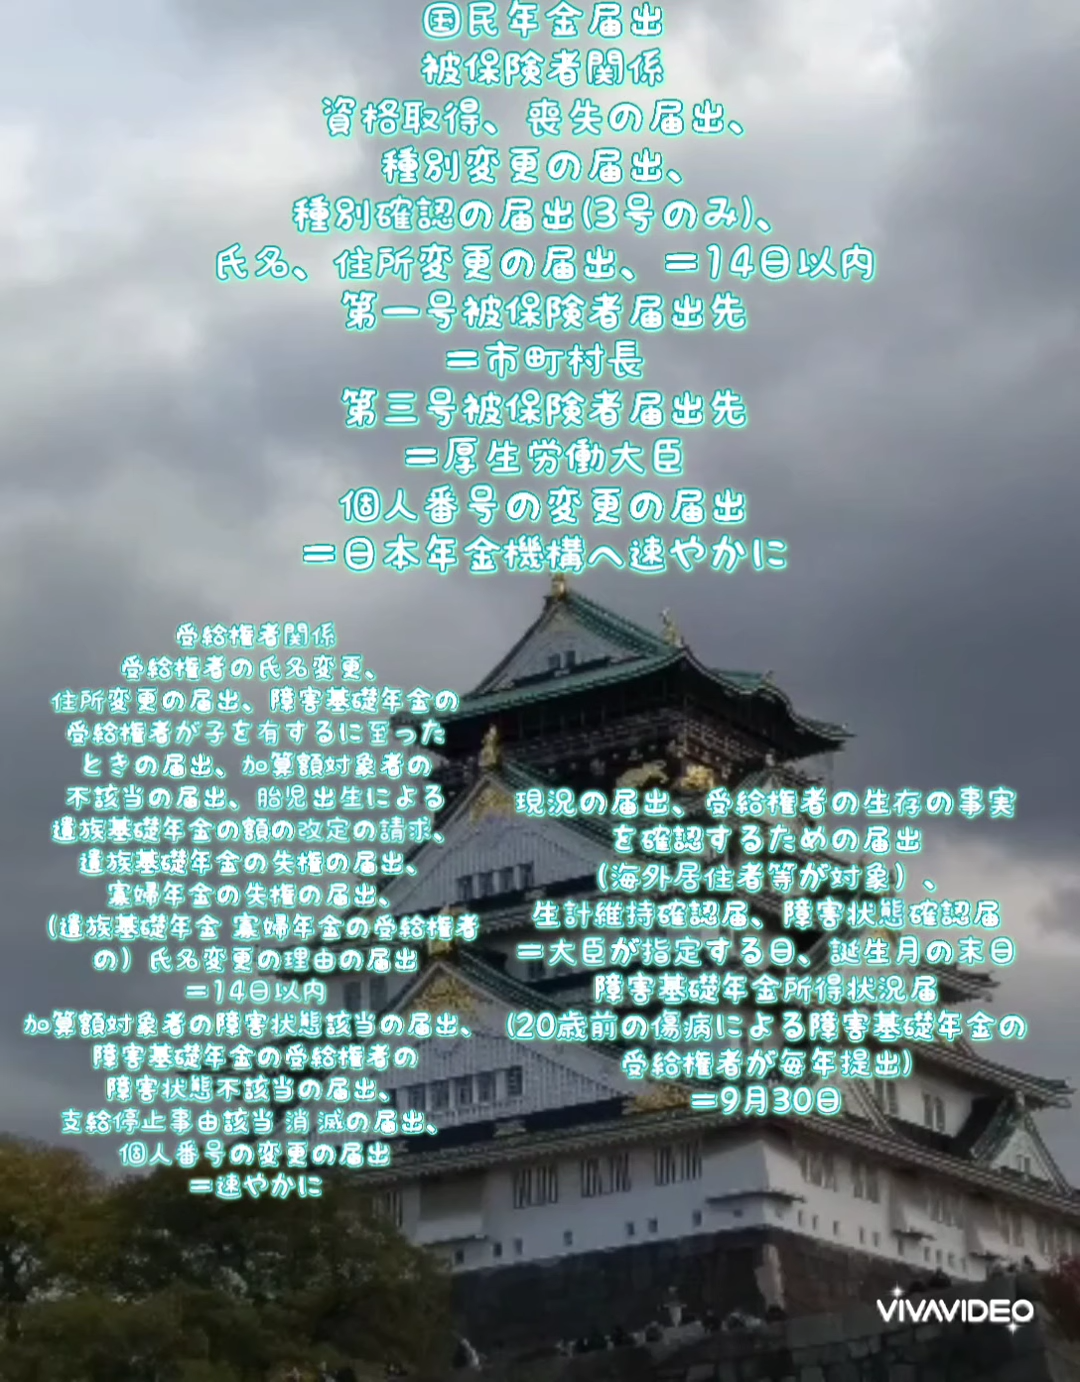 国民年金届出
被保険者関係
資格取得、喪失の届出、
種別変更の届出、
種別確認の届出(3号のみ)、
氏名、住所変更の届出、＝14日以内
第一号被保険者届出先
＝市町村長
第三号被保険者届出先
＝厚生労働大臣
個人番号の変更の届出
＝日本年金機構へ速やかに
受給権者関係
受給権者の氏名変更、
住所変更の届出、障害基礎年金の
受給権者が子を有するに至った
ときの届出、加算額対象者の
不該当の届出、胎児出生による
遺族基礎年金の額の改定の請求、
遺族基礎年金の失権の届出、
寡婦年金の失権の届出、
(遺族基礎年金 寡婦年金の受給権者
の）氏名変更の理由の届出
＝14日以内
加算額対象者の障害状態該当の届出、
障害基礎年金の受給権者の
障害状態不該当の届出、
支給停止事由該当 消滅の届出、
個人番号の変更の届出
＝速やかに
現況の届出、受給権者の生存の事実
を確認するための届出
(海外居住者等が対象）、
生計維持確認届、障害状態確認届
＝大臣が指定する日、誕生月の末日
障害基礎年金所得状況届
(20歳前の傷病による障害基礎年金の
受給権者が毎年提出)
＝9月30日
VIVAVIDEO